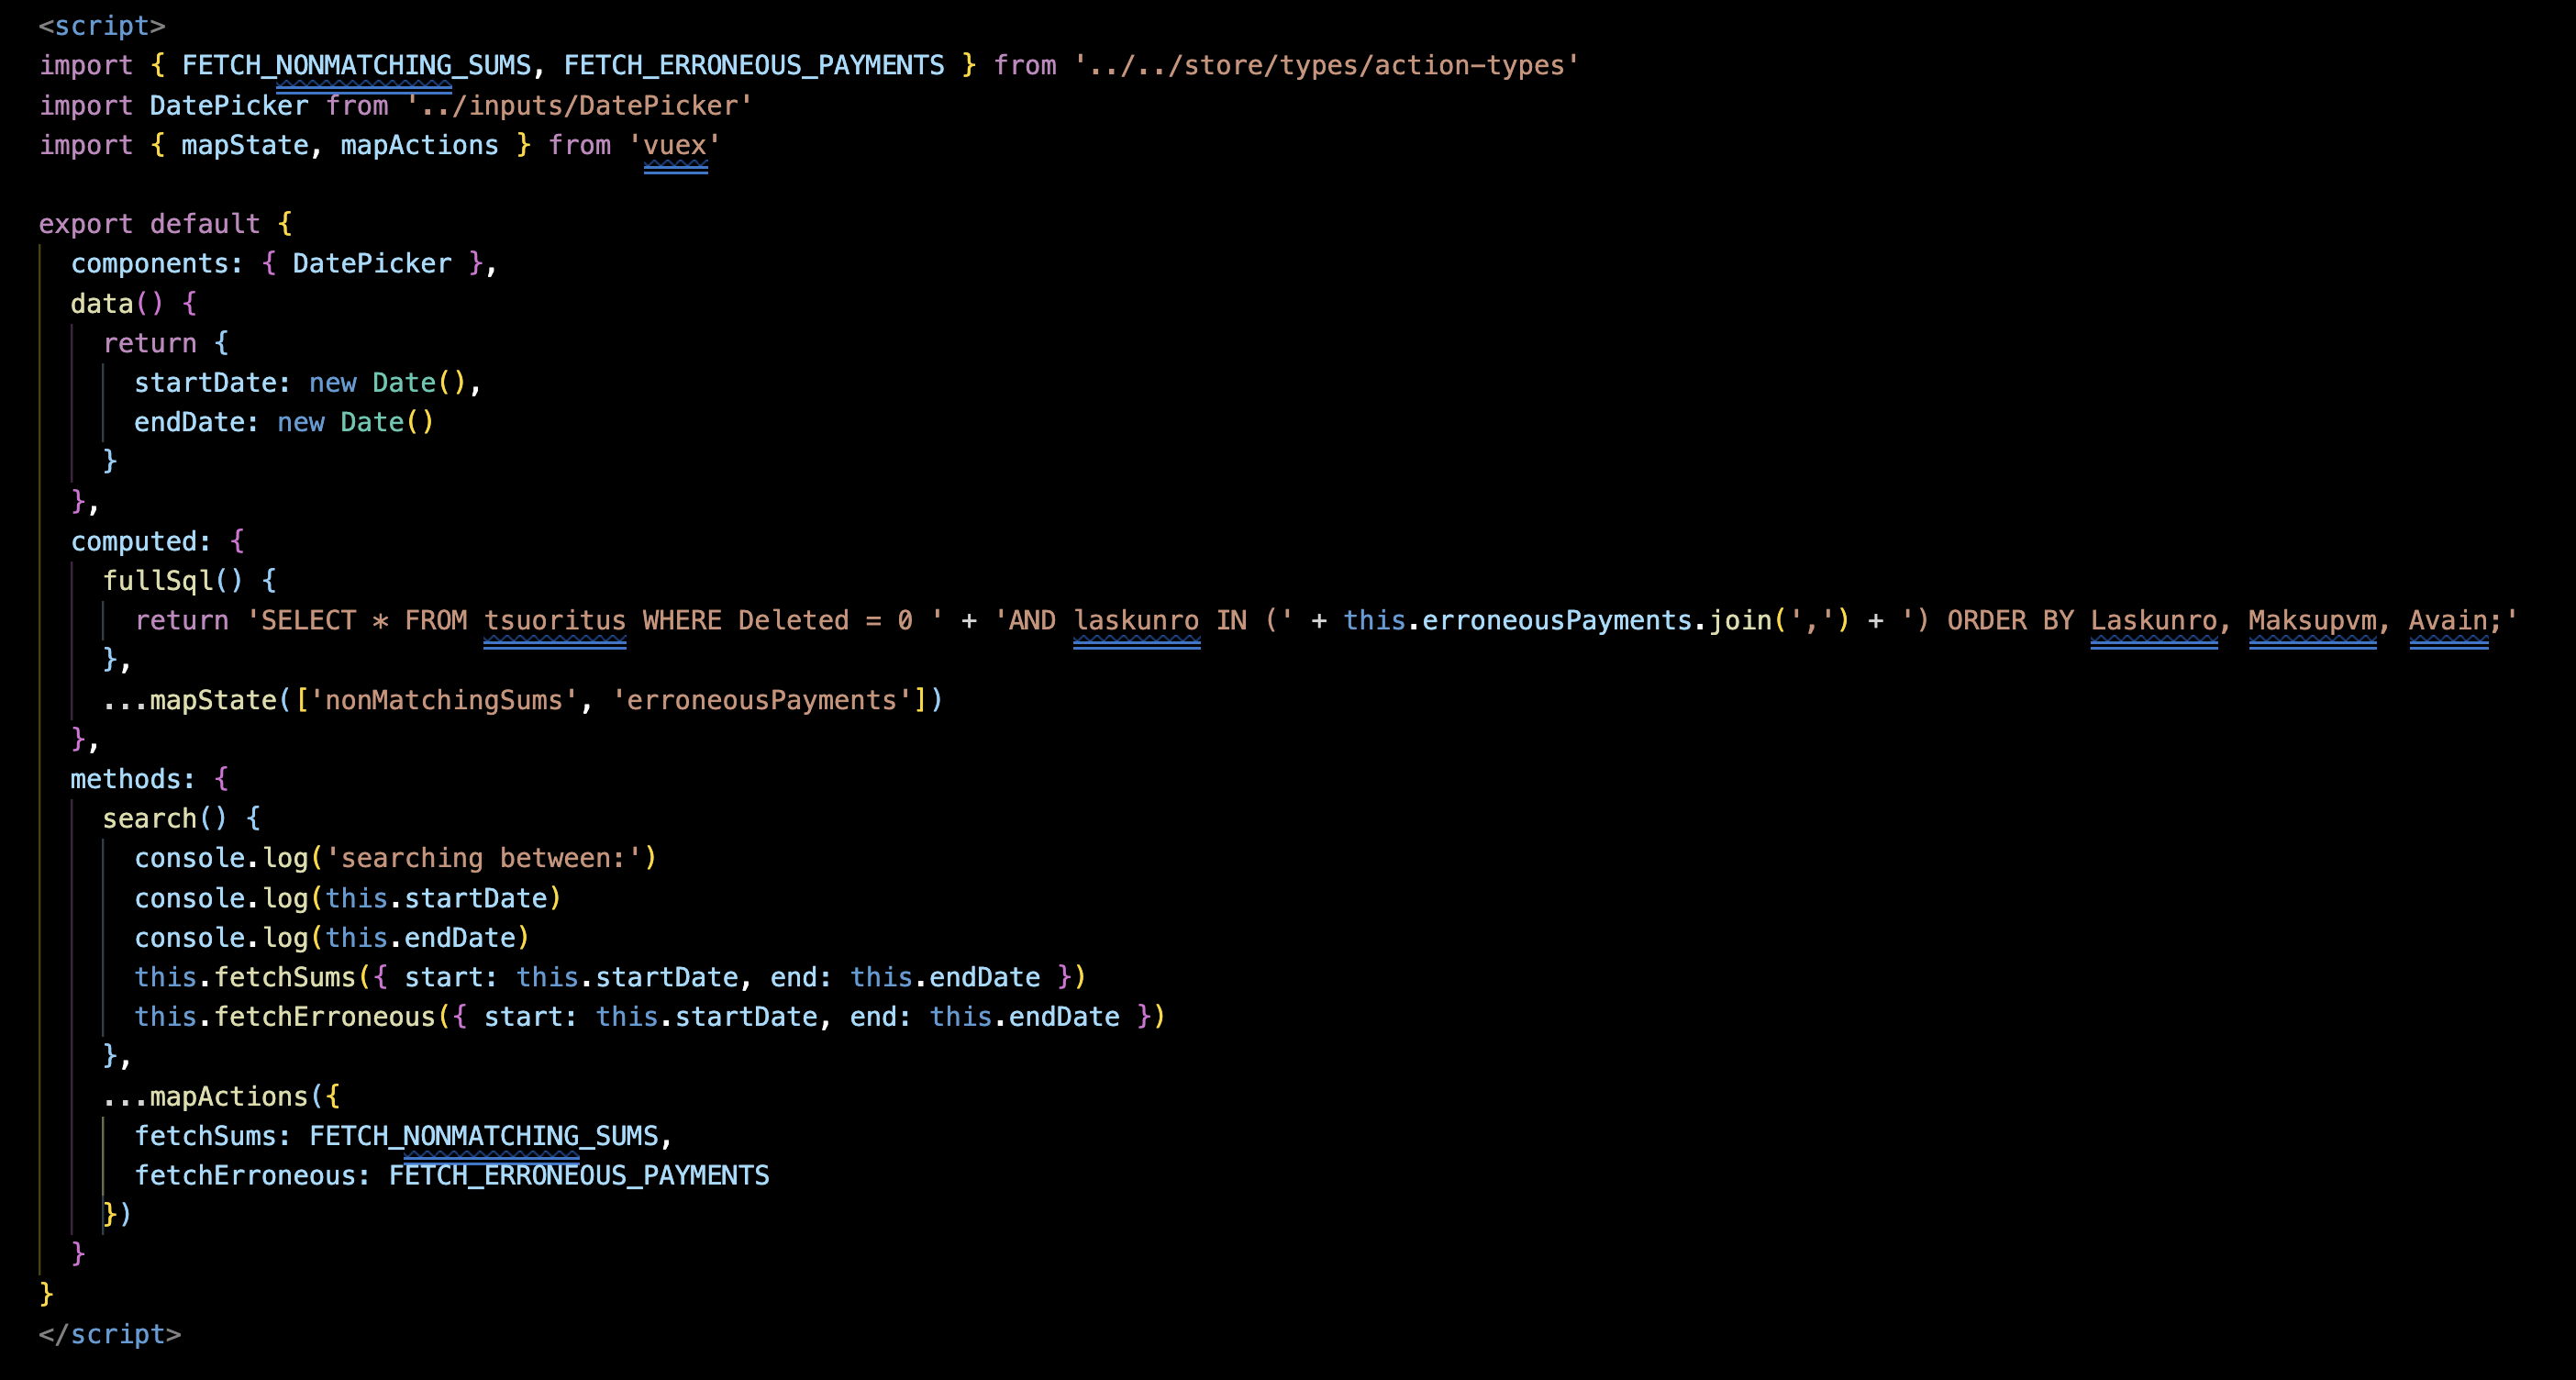 <script>
import { FETCH_NONMATCHING_SUMS, FETCH_ERRONEOUS_PAYMENTS } from '../../store/types/action-types'
import DatePicker from '../inputs/DatePicker'
import { mapState, mapActions } from 'vuex'

export default {
  components: { DatePicker },
  data() {
    return {
      startDate: new Date(),
      endDate: new Date()
    }
  },
  computed: {
    fullSql() {
      return 'SELECT * FROM tsuoritus WHERE Deleted = 0 ' + 'AND laskunro IN (' + this.erroneousPayments.join(',') + ') ORDER BY Laskunro, Maksupvm, Avain;'
    },
    ...mapState(['nonMatchingSums', 'erroneousPayments'])
  },
  methods: {
    search() {
      console.log('searching between:')
      console.log(this.startDate)
      console.log(this.endDate)
      this.fetchSums({ start: this.startDate, end: this.endDate })
      this.fetchErroneous({ start: this.startDate, end: this.endDate })
    },
    ...mapActions({
      fetchSums: FETCH_NONMATCHING_SUMS,
      fetchErroneous: FETCH_ERRONEOUS_PAYMENTS
    })
  }
}
</script>